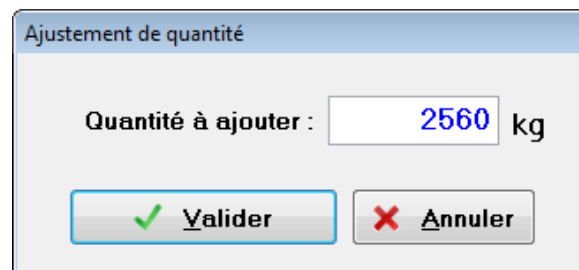 Ajustement de quantité
Quantité à ajouter : 2560 kg
Valider Annuler